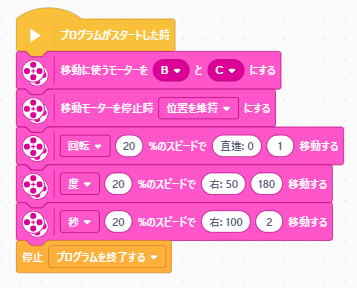 プログラムがスタートした時
移動に使うモーターを B と C にする
移動モーターを停止時 位置を維持 にする
回転 20 %のスピードで 直進: 0 1 移動する
度 20 %のスピードで 右: 50 180 移動する
秒 20 %のスピードで 右: 100 2 移動する
停止 プログラムを終了する